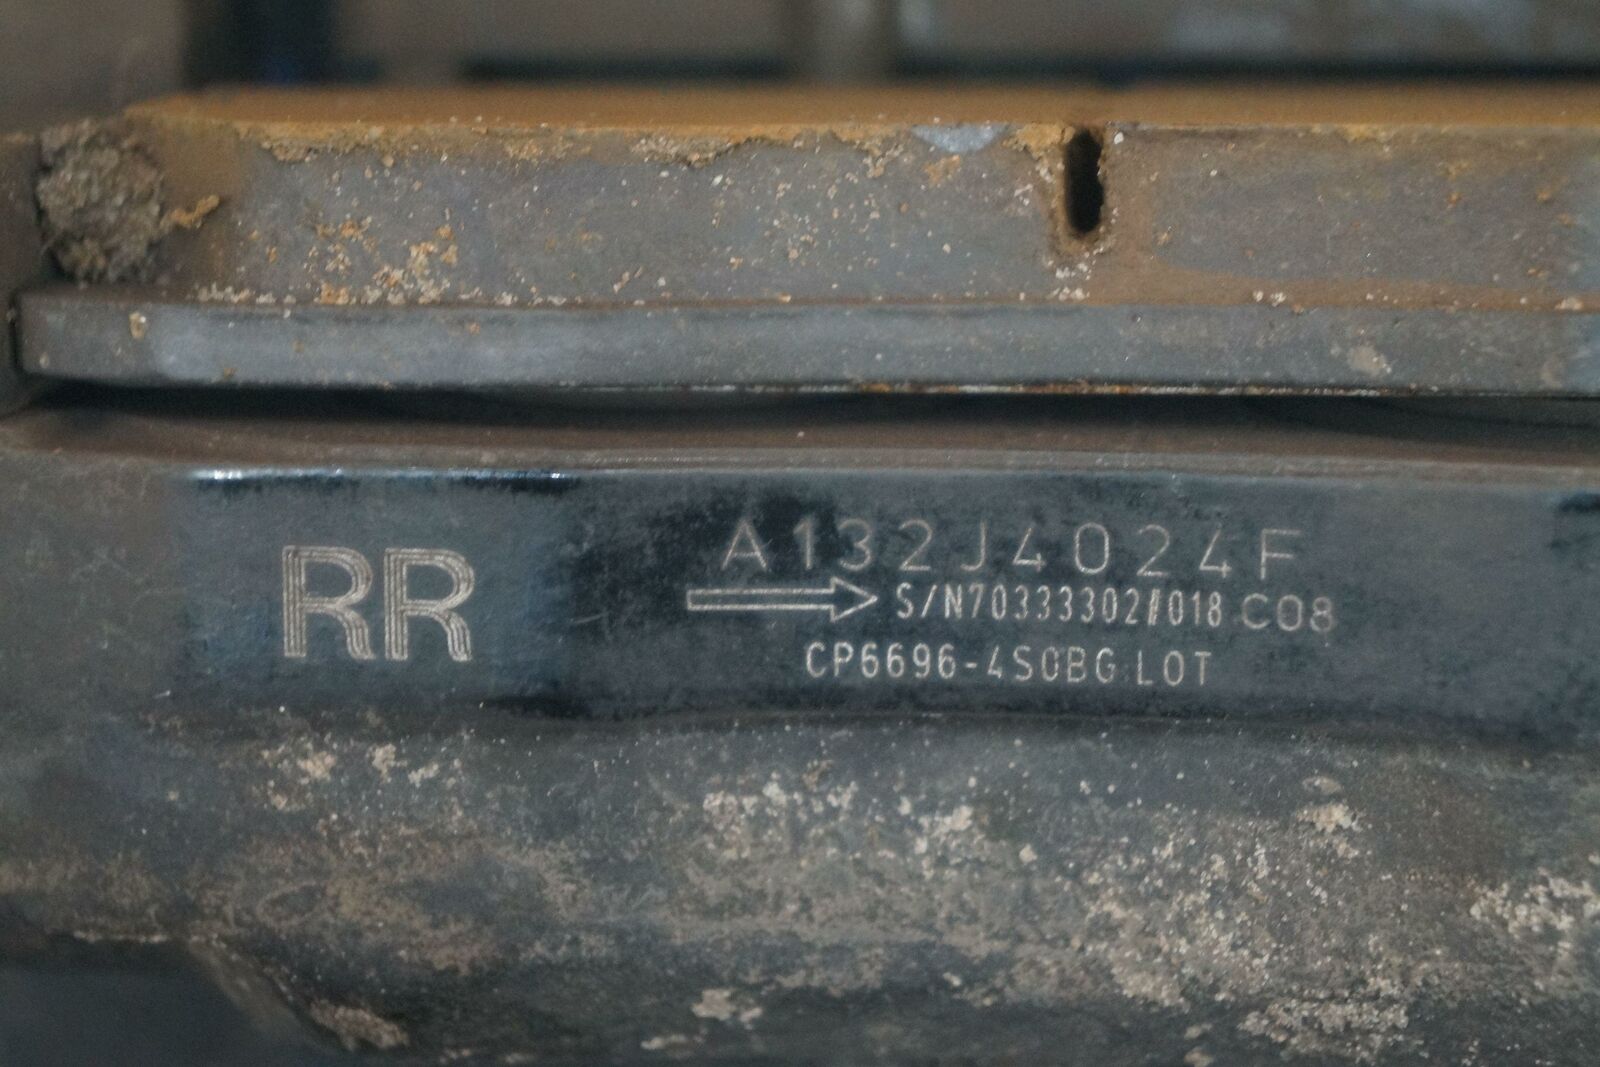 RR
A132J4024F
S/N70333302#018 C08
CP6696-4S0BG LOT